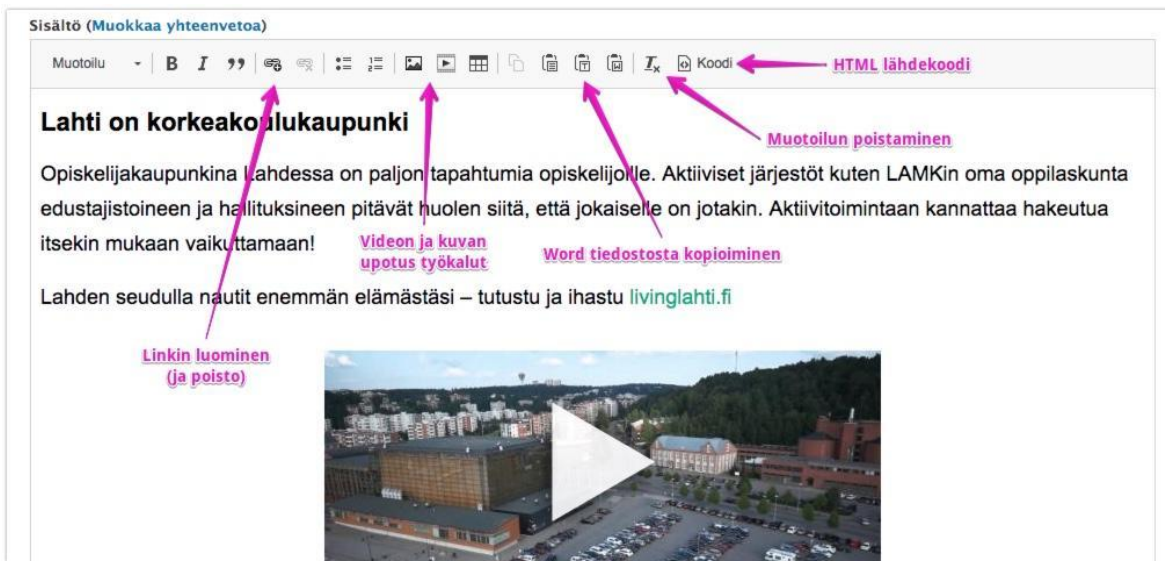 Sisältö (Muokkaa yhteenvetoa)
Muotoilu B I Koodi
HTML lähdekoodi
Lahti on korkeakoulukaupunki
Muotoilun poistaminen
Opiskelijakaupunkina Lahdessa on paljon tapahtumia opiskelijoille. Aktiiviset järjestöt kuten LAMKin oma oppilaskunta
edustajistoineen ja hallituksineen pitävät huolen siitä, että jokaiselle on jotakin. Aktiivitoimintaan kannattaa hakeutua
itsekin mukaan vaikuttamaan!
Videon ja kuvan
upotus työkalut
Word tiedostosta kopioiminen
Lahden seudulla nautit enemmän elämästäsi – tutustu ja ihastu livinglahti.fi
Linkin luominen
(ja poisto)